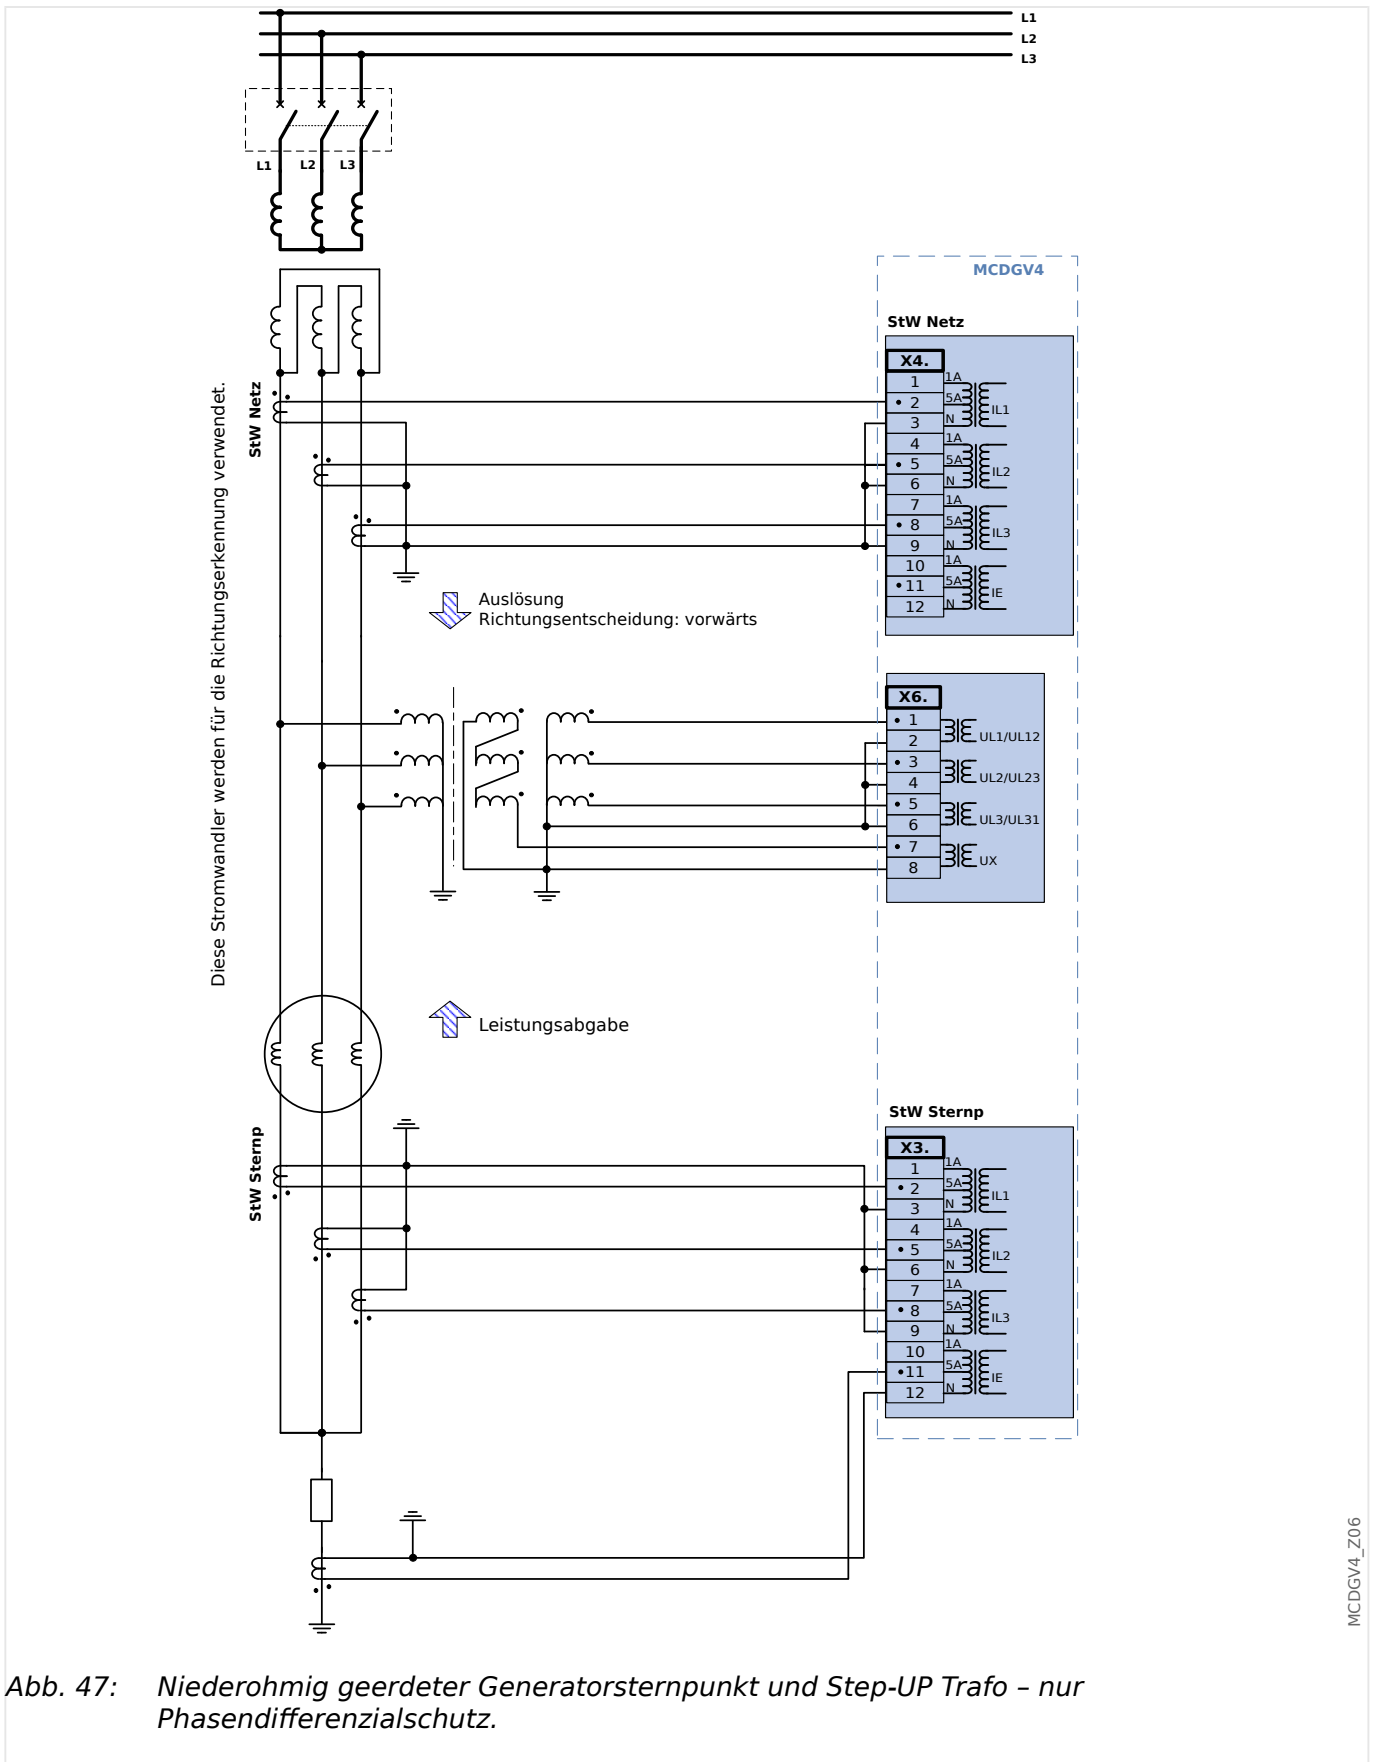 L1
L2
L3
L1 L2 L3
MCDGV4
StW Netz
X4.
1 1A
2 5A IL1
3 N
4 1A
5 5A IL2
6 N
7 1A
8 5A IL3
9 N
10 1A
11 5A IE
12 N
StW Netz
Diese Stromwandler werden für die Richtungserkennung verwendet.
Auslösung
Richtungsentscheidung: vorwärts
X6.
1
2 UL1/UL12
3
4 UL2/UL23
5
6 UL3/UL31
7
8 UX
Leistungsabgabe
StW Sternp
StW Sternp
X3.
1 1A
2 5A IL1
3 N
4 1A
5 5A IL2
6 N
7 1A
8 5A IL3
9 N
10 1A
11 5A IE
12 N
MCDGV4_Z06
Abb. 47: Niederohmig geerdeter Generatorsternpunkt und Step-UP Trafo – nur
Phasendifferenzialschutz.